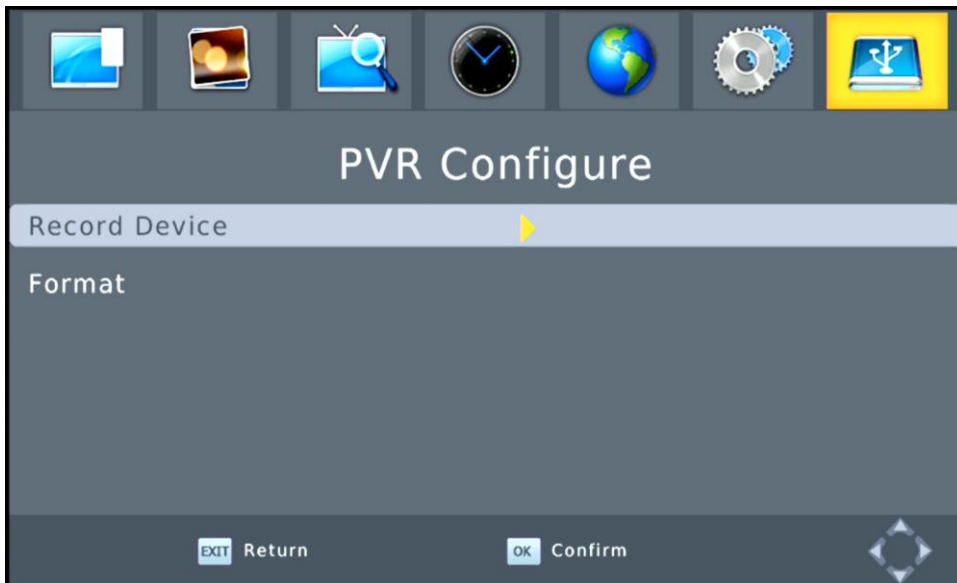 PVR Configure
Record Device
Format
EXIT Return
OK Confirm